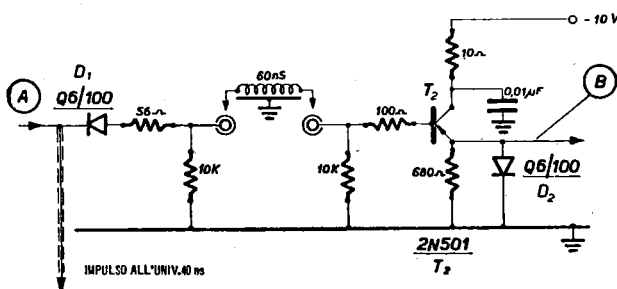 - 10 V
10Ω
60nS
D1
Q6/100
A
56Ω
10K
10K
100Ω
T2
0,01µF
B
680Ω
Q6/100
D2
2N501
T2
IMPULSO ALL'UNIV. 40 ns